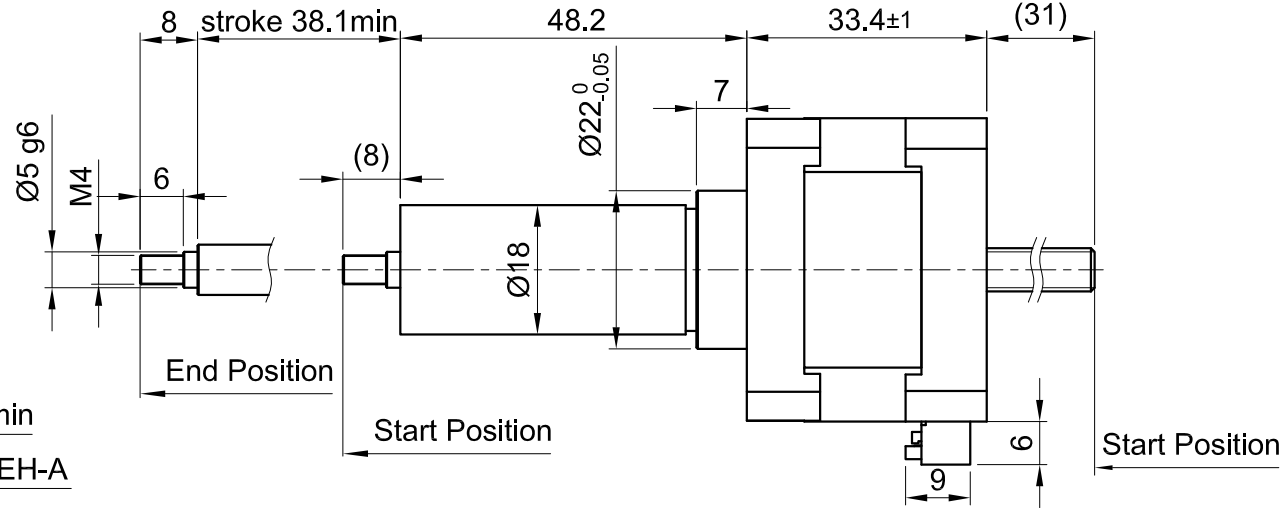 8
stroke 38.1min
48.2
33.4±1
(31)
Ø5 g6
M4
6
(8)
Ø22 0 -0.05
7
Ø18
End Position
Start Position
min
EH-A
6
9
Start Position